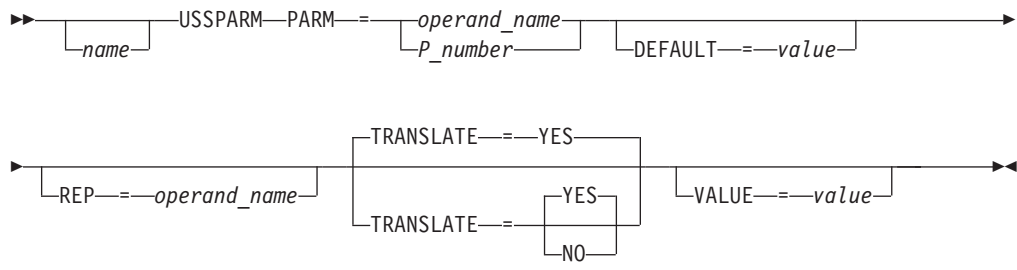 USSPARM PARM = operand_name
name P_number DEFAULT = value
TRANSLATE = YES
REP = operand_name YES VALUE = value
TRANSLATE =
NO